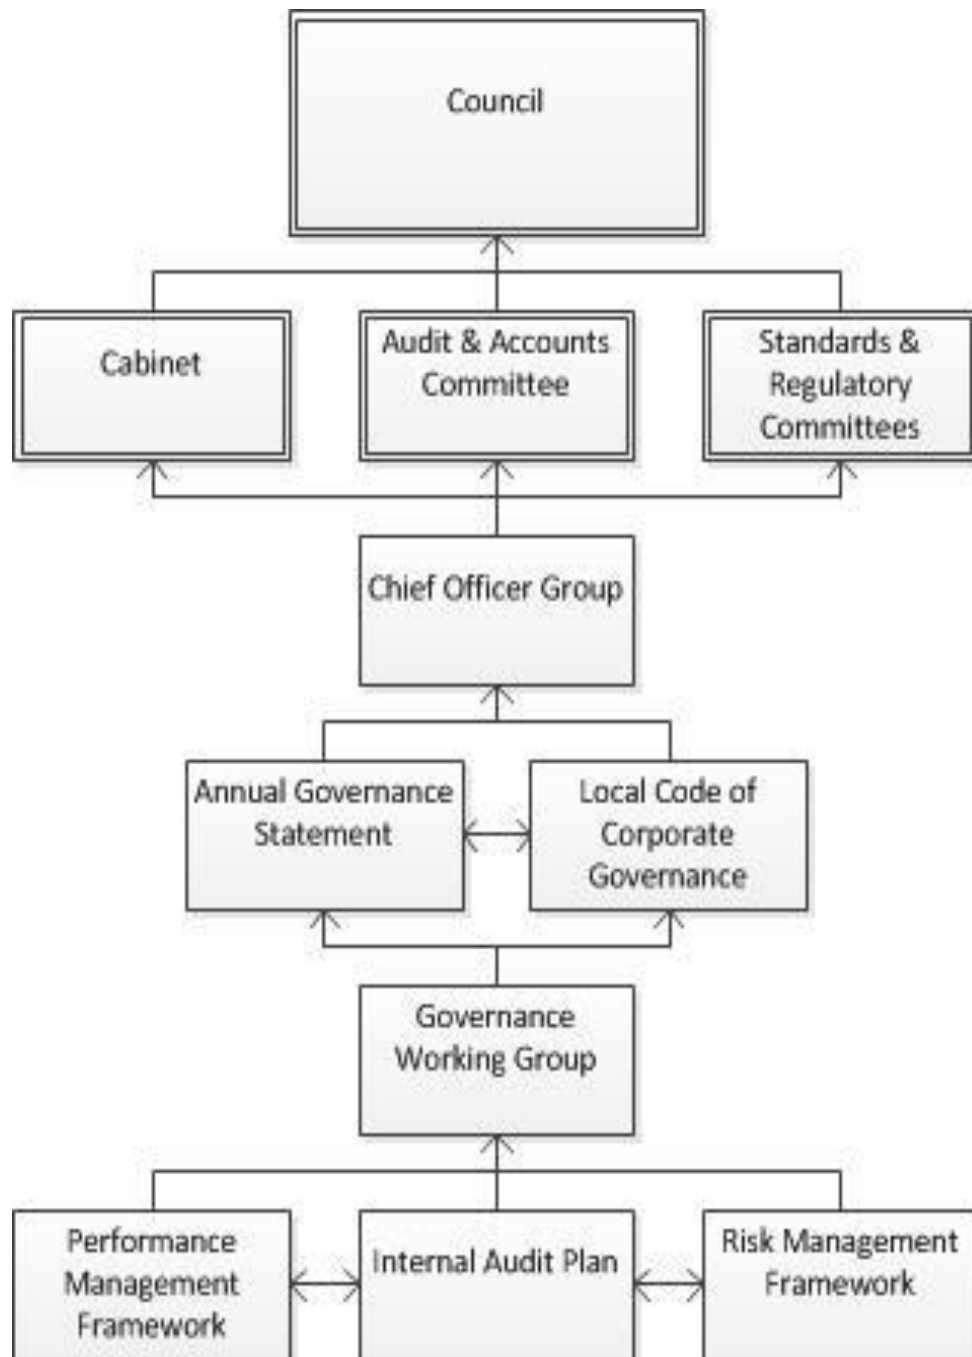 Council
Cabinet
Audit & Accounts
Committee
Standards &
Regulatory
Committees
Chief Officer Group
Annual Governance
Statement
Local Code of
Corporate
Governance
Governance
Working Group
Performance
Management
Framework
Internal Audit Plan
Risk Management
Framework